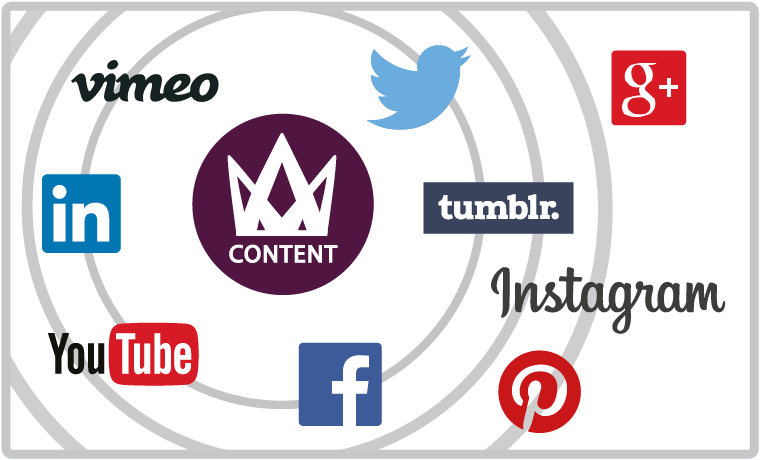 vimeo
g+
in
CONTENT
tumblr.
Instagram
YouTube
f
p